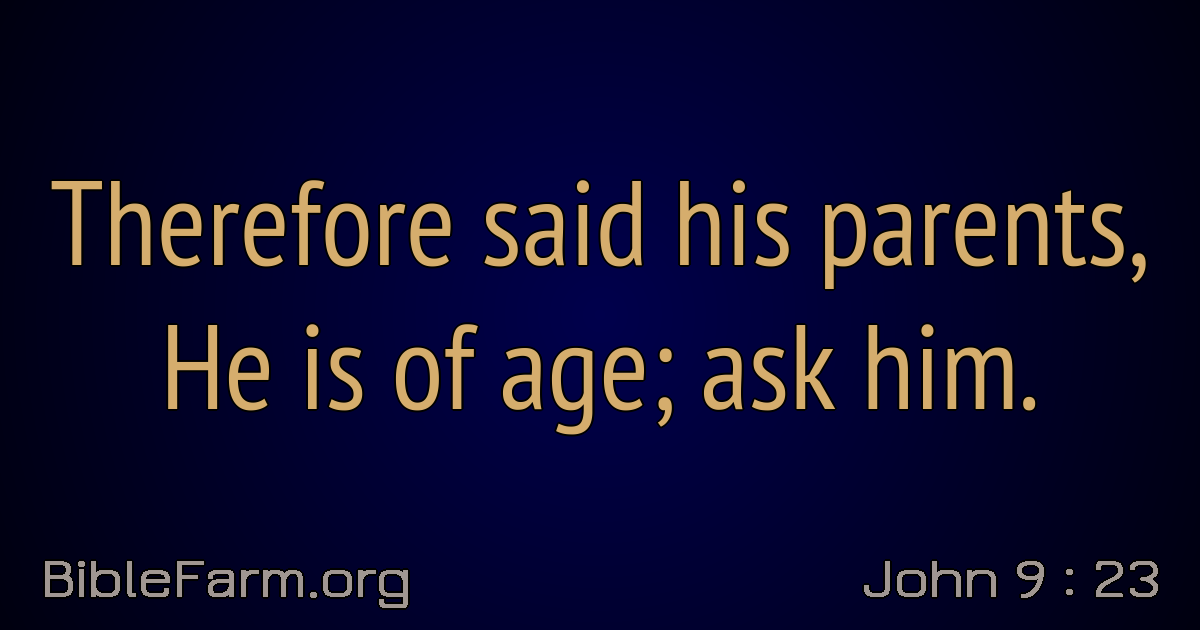 Therefore said his parents,
He is of age; ask him.
BibleFarm.org
John 9 : 23